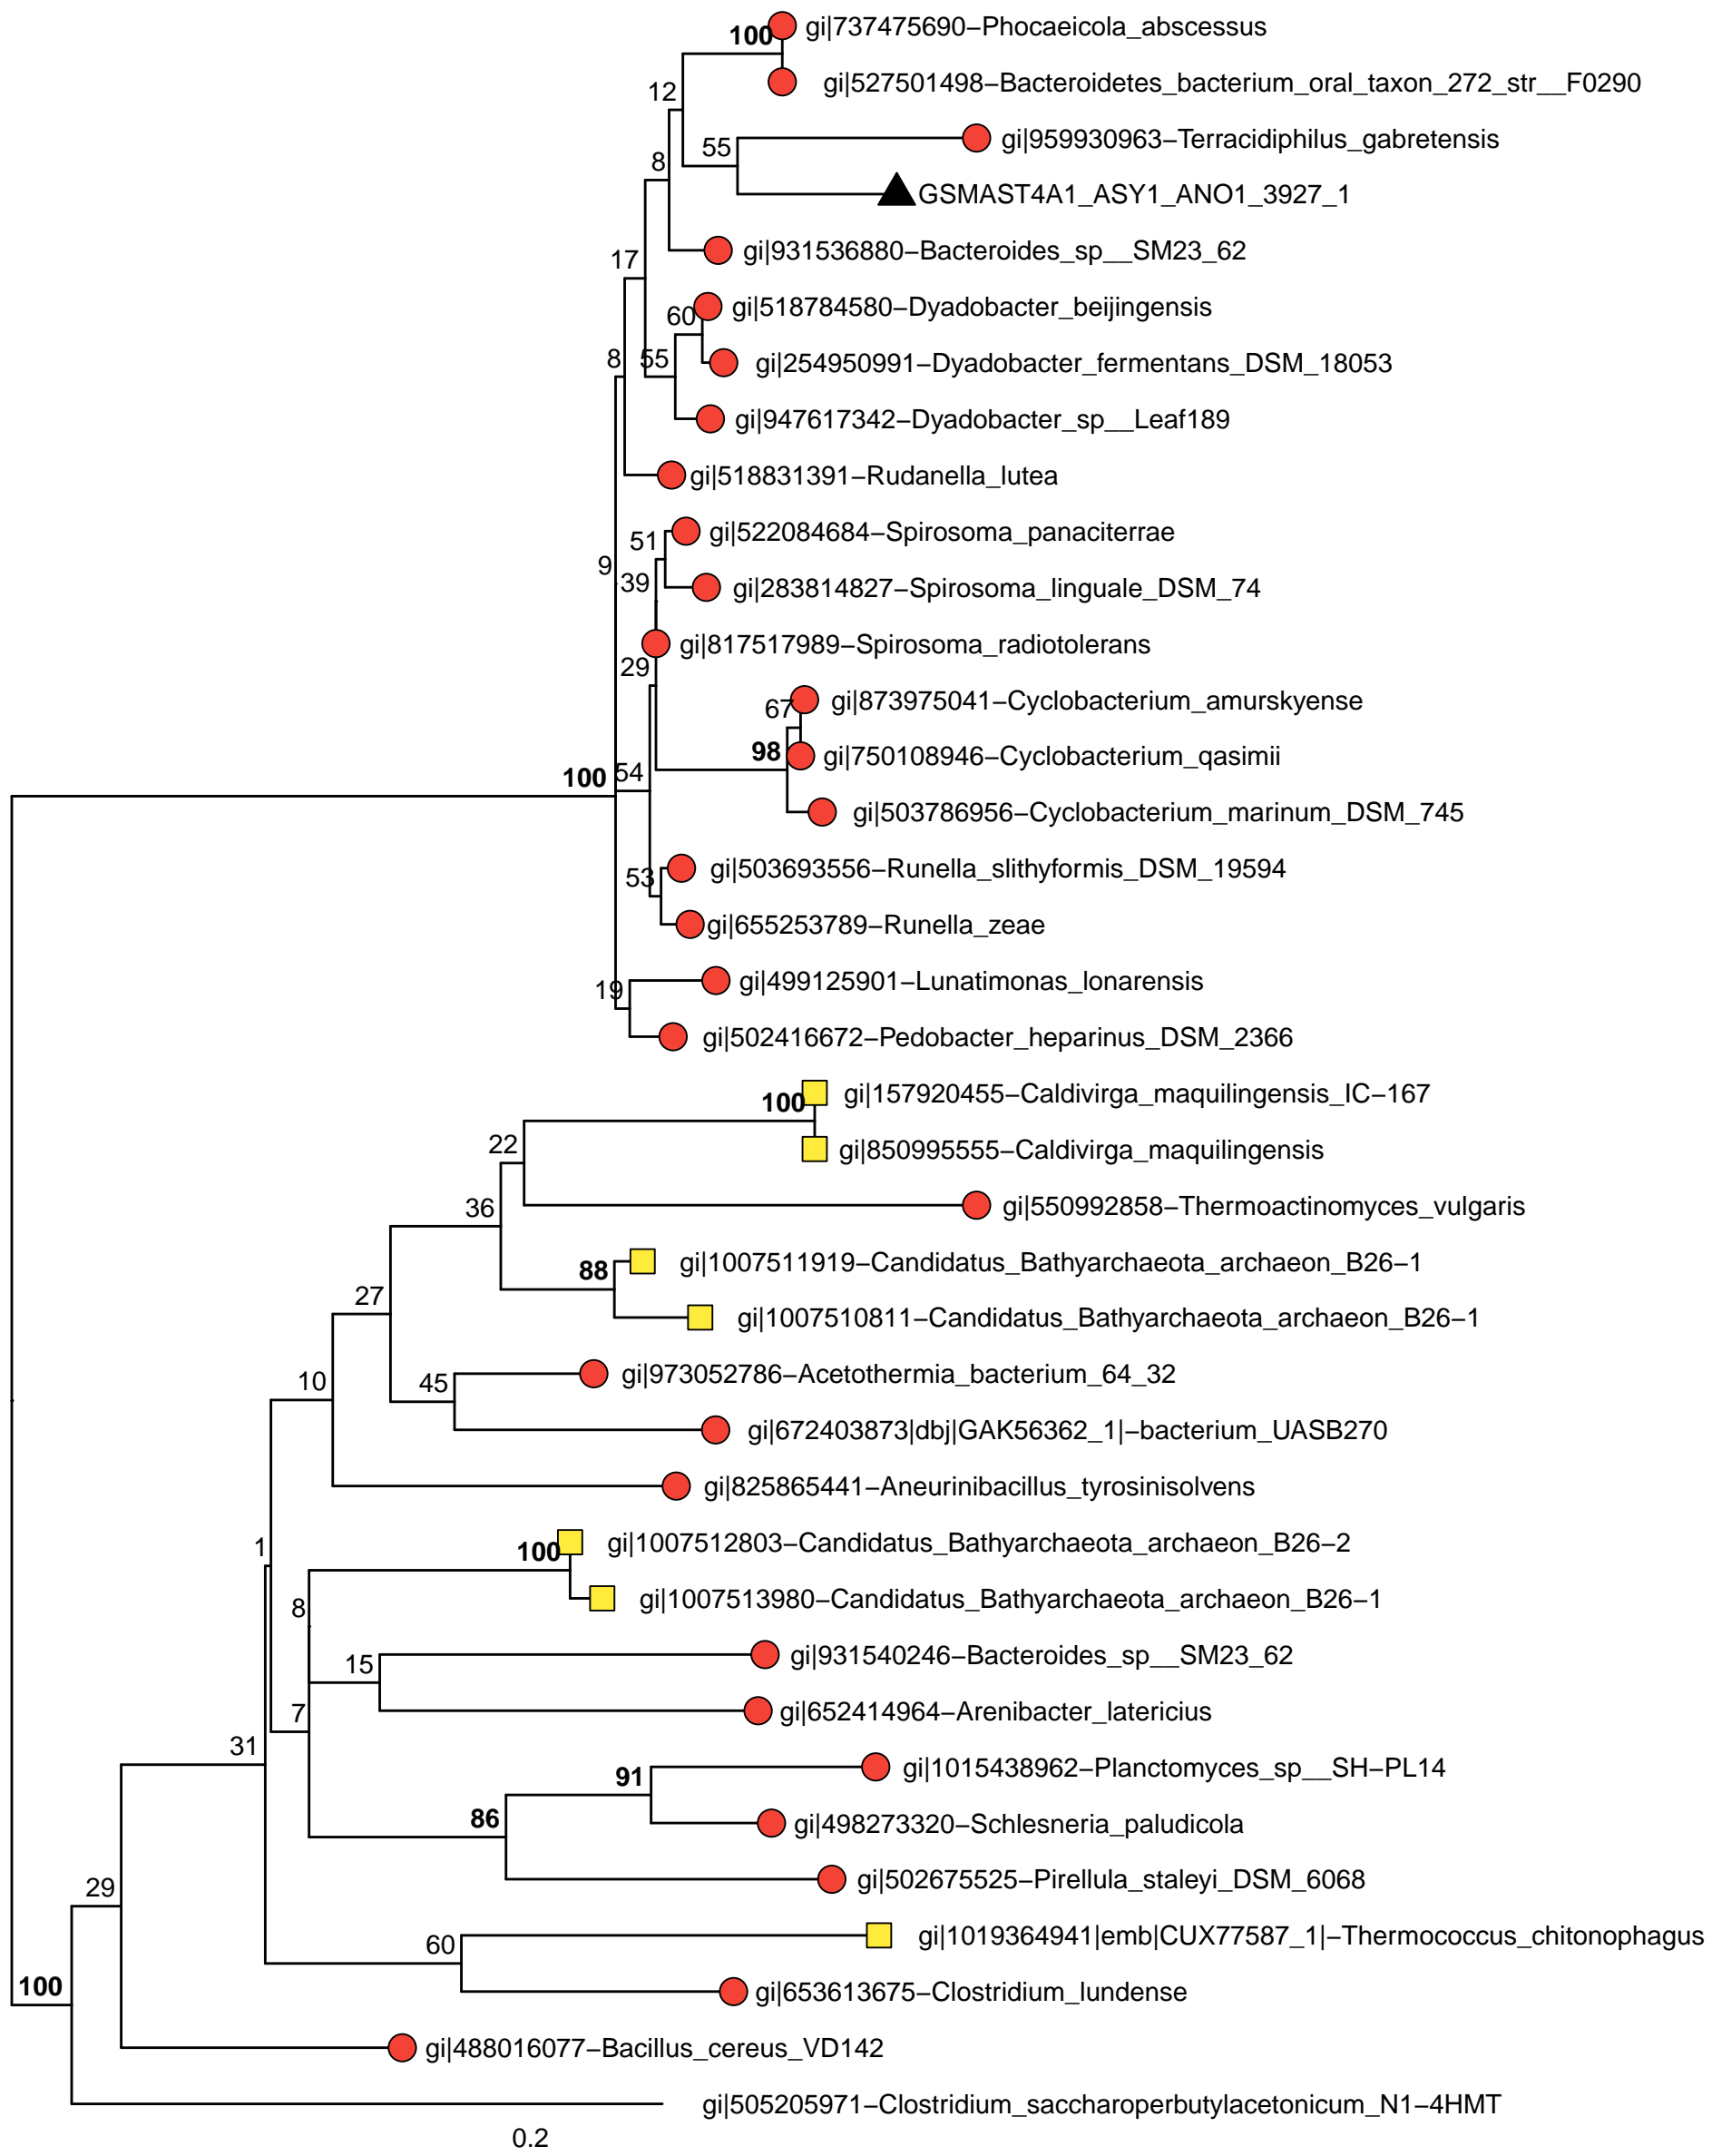 100 gi|737475690–Phocaeicola_abscessus
gi|527501498–Bacteroidetes_bacterium_oral_taxon_272_str__F0290
12
55 gi|959930963–Terracidiphilus_gabretensis
8
GSMAST4A1_ASY1_ANO1_3927_1
17 gi|931536880–Bacteroides_sp__SM23_62
60 gi|518784580–Dyadobacter_beijingensis
8 55 gi|254950991–Dyadobacter_fermentans_DSM_18053
gi|947617342–Dyadobacter_sp__Leaf189
gi|518831391–Rudanella_lutea
51 gi|522084684–Spirosoma_panaciterrae
9 39 gi|283814827–Spirosoma_linguale_DSM_74
gi|817517989–Spirosoma_radiotolerans
29
67 gi|873975041–Cyclobacterium_amurskyense
98 gi|750108946–Cyclobacterium_qasimii
100 54
gi|503786956–Cyclobacterium_marinum_DSM_745
53 gi|503693556–Runella_slithyformis_DSM_19594
gi|655253789–Runella_zeae
19 gi|499125901–Lunatimonas_lonarensis
gi|502416672–Pedobacter_heparinus_DSM_2366
100 gi|157920455–Caldivirga_maquilingensis_IC–167
22 gi|850995555–Caldivirga_maquilingensis
36 gi|550992858–Thermoactinomyces_vulgaris
88 gi|1007511919–Candidatus_Bathyarchaeota_archaeon_B26–1
27 gi|1007510811–Candidatus_Bathyarchaeota_archaeon_B26–1
10 45 gi|973052786–Acetothermia_bacterium_64_32
gi|672403873|dbj|GAK56362_1|–bacterium_UASB270
gi|825865441–Aneurinibacillus_tyrosinisolvens
1 100 gi|1007512803–Candidatus_Bathyarchaeota_archaeon_B26–2
8 gi|1007513980–Candidatus_Bathyarchaeota_archaeon_B26–1
15 gi|931540246–Bacteroides_sp__SM23_62
7 gi|652414964–Arenibacter_latericius
31
91 gi|1015438962–Planctomyces_sp__SH–PL14
86 gi|498273320–Schlesneria_paludicola
29 gi|502675525–Pirellula_staleyi_DSM_6068
60 gi|1019364941|emb|CUX77587_1|–Thermococcus_chitonophagus
100 gi|653613675–Clostridium_lundense
gi|488016077–Bacillus_cereus_VD142
gi|505205971–Clostridium_saccharoperbutylacetonicum_N1–4HMT
0.2